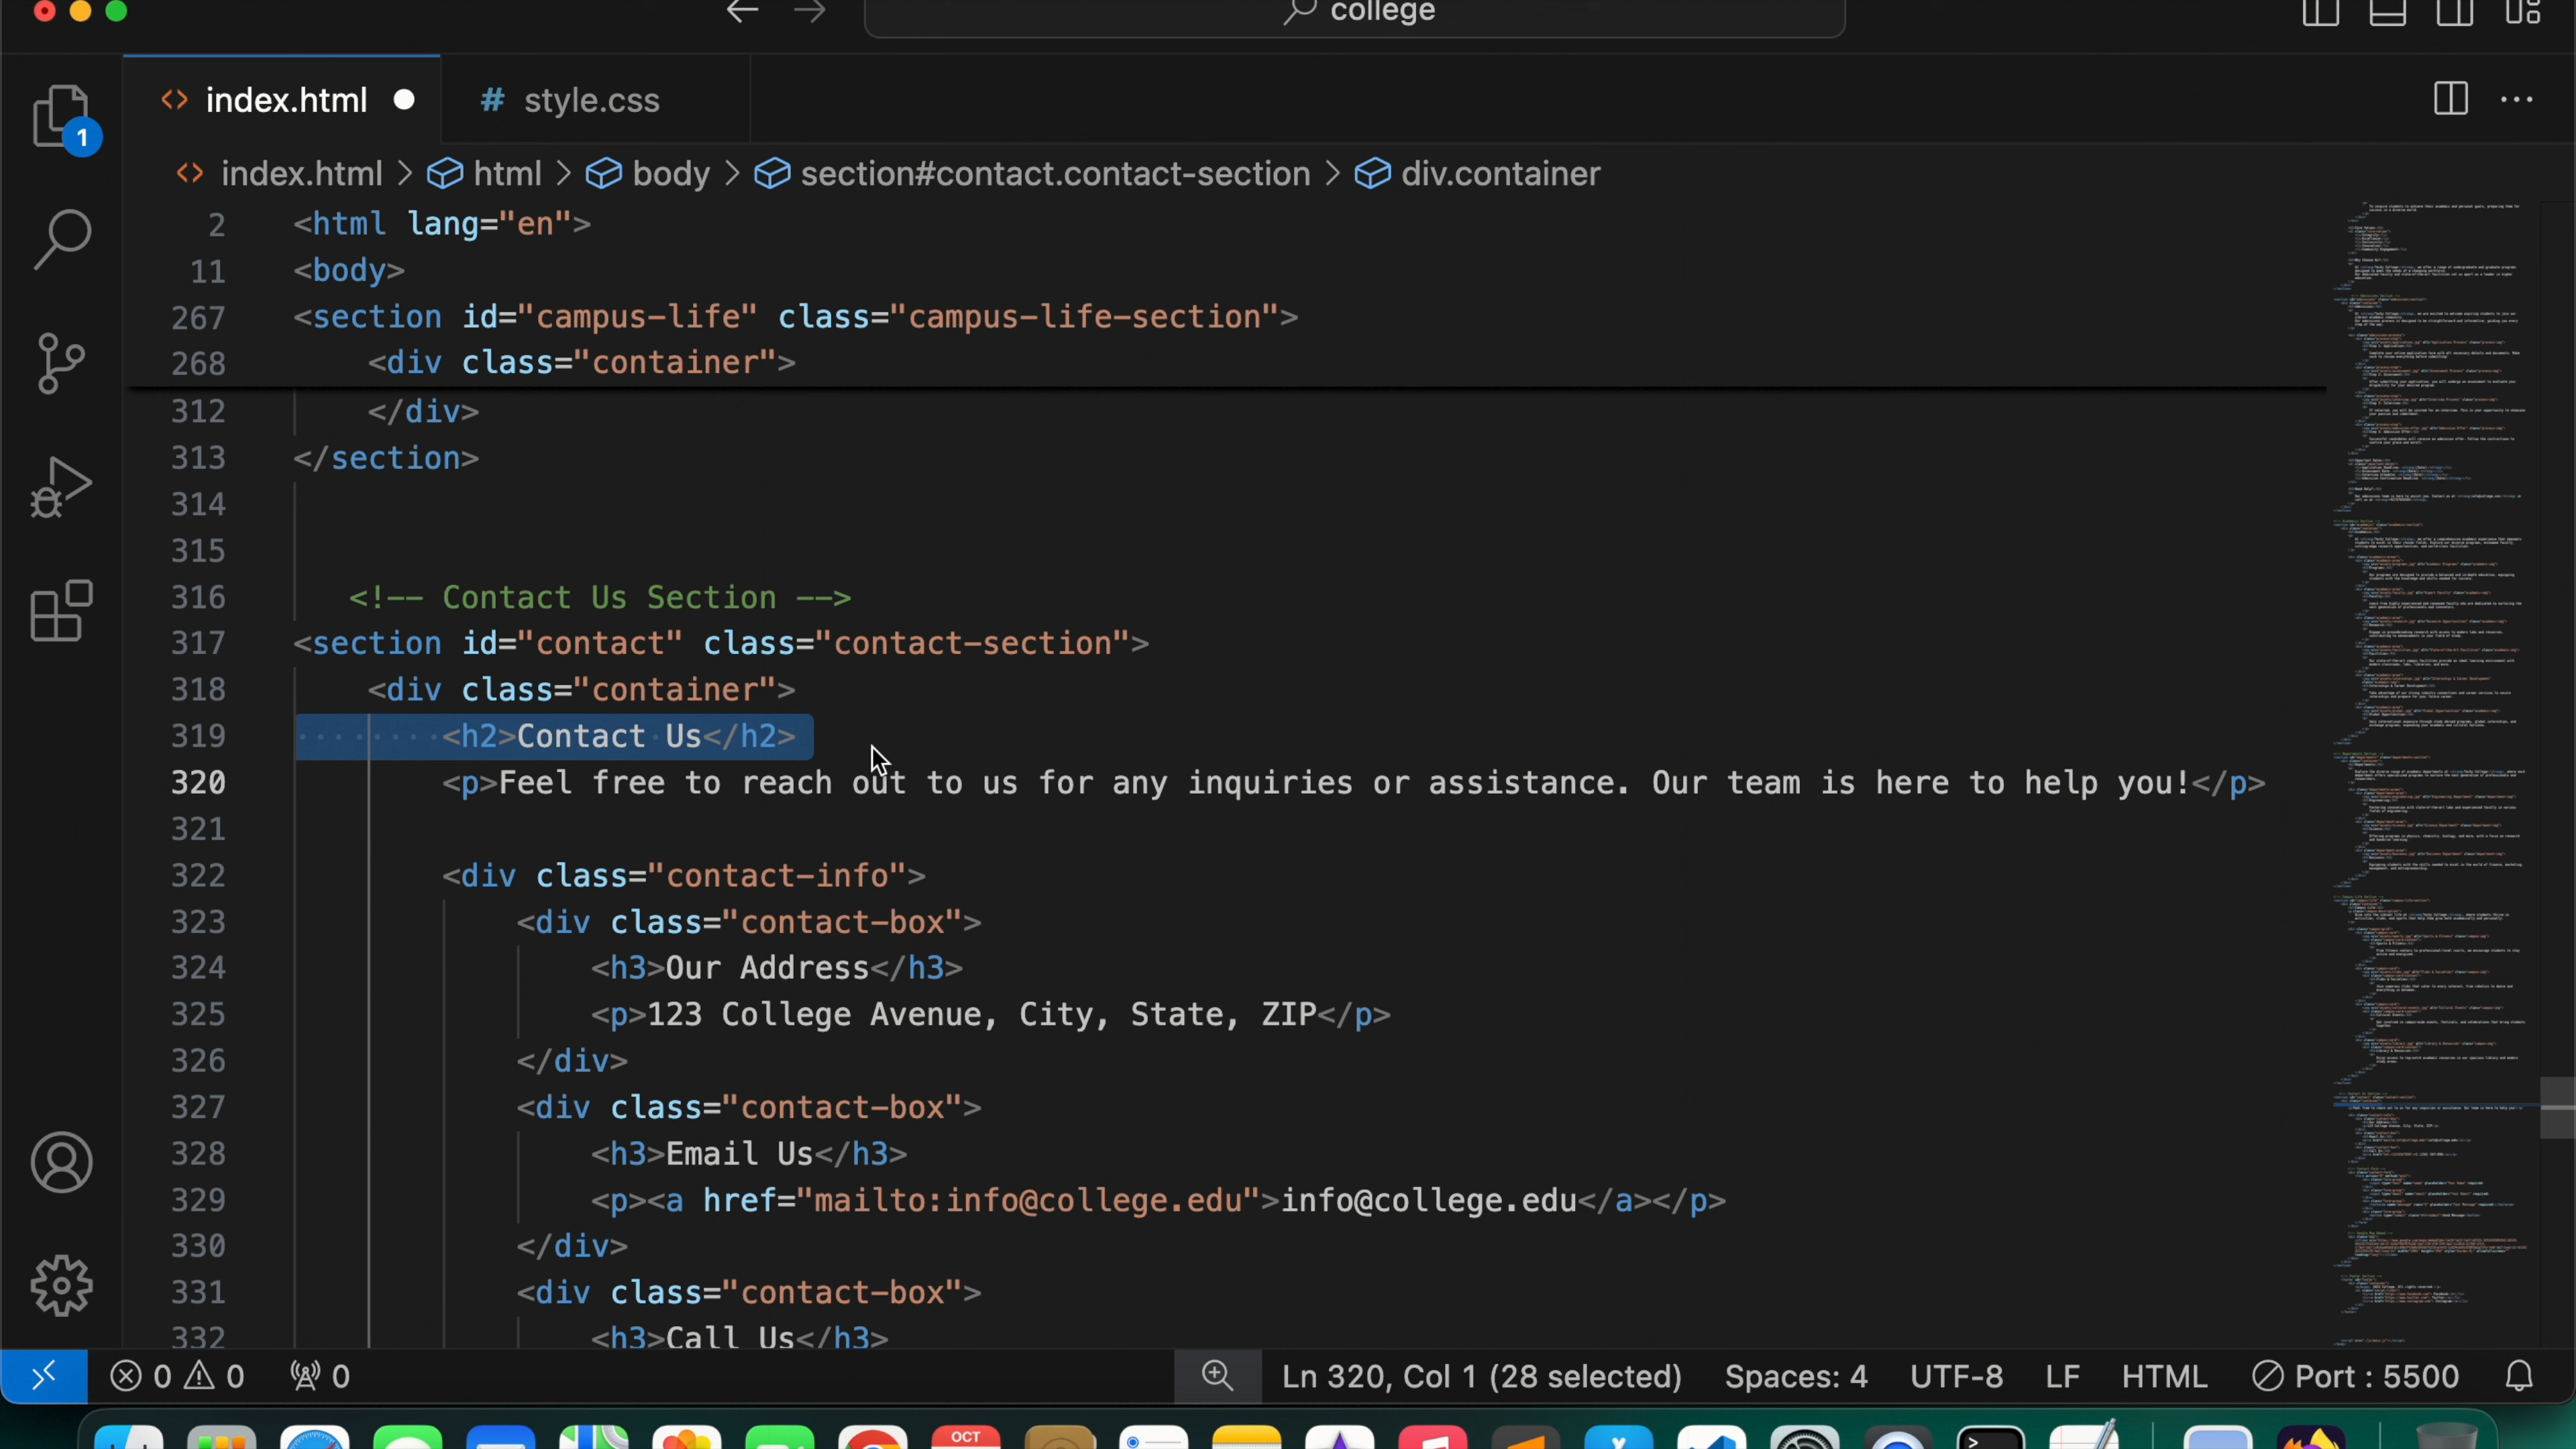 college
index.html
# style.css
1
<> index.html > html > body > section#contact.contact-section > div.container
2 <html lang="en">
11 <body>
267 <section id="campus-life" class="campus-life-section">
268 <div class="container">
312 </div>
313 </section>
314
315
316 <!-- Contact Us Section -->
317 <section id="contact" class="contact-section">
318 <div class="container">
319 <h2>Contact Us</h2>
320 <p>Feel free to reach out to us for any inquiries or assistance. Our team is here to help you!</p>
321
322 <div class="contact-info">
323 <div class="contact-box">
324 <h3>Our Address</h3>
325 <p>123 College Avenue, City, State, ZIP</p>
326 </div>
327 <div class="contact-box">
328 <h3>Email Us</h3>
329 <p><a href="mailto:info@college.edu">info@college.edu</a></p>
330 </div>
331 <div class="contact-box">
332 <h3>Call Us</h3>
0 0 0 Ln 320, Col 1 (28 selected) Spaces: 4 UTF-8 LF HTML Port : 5500
OCT